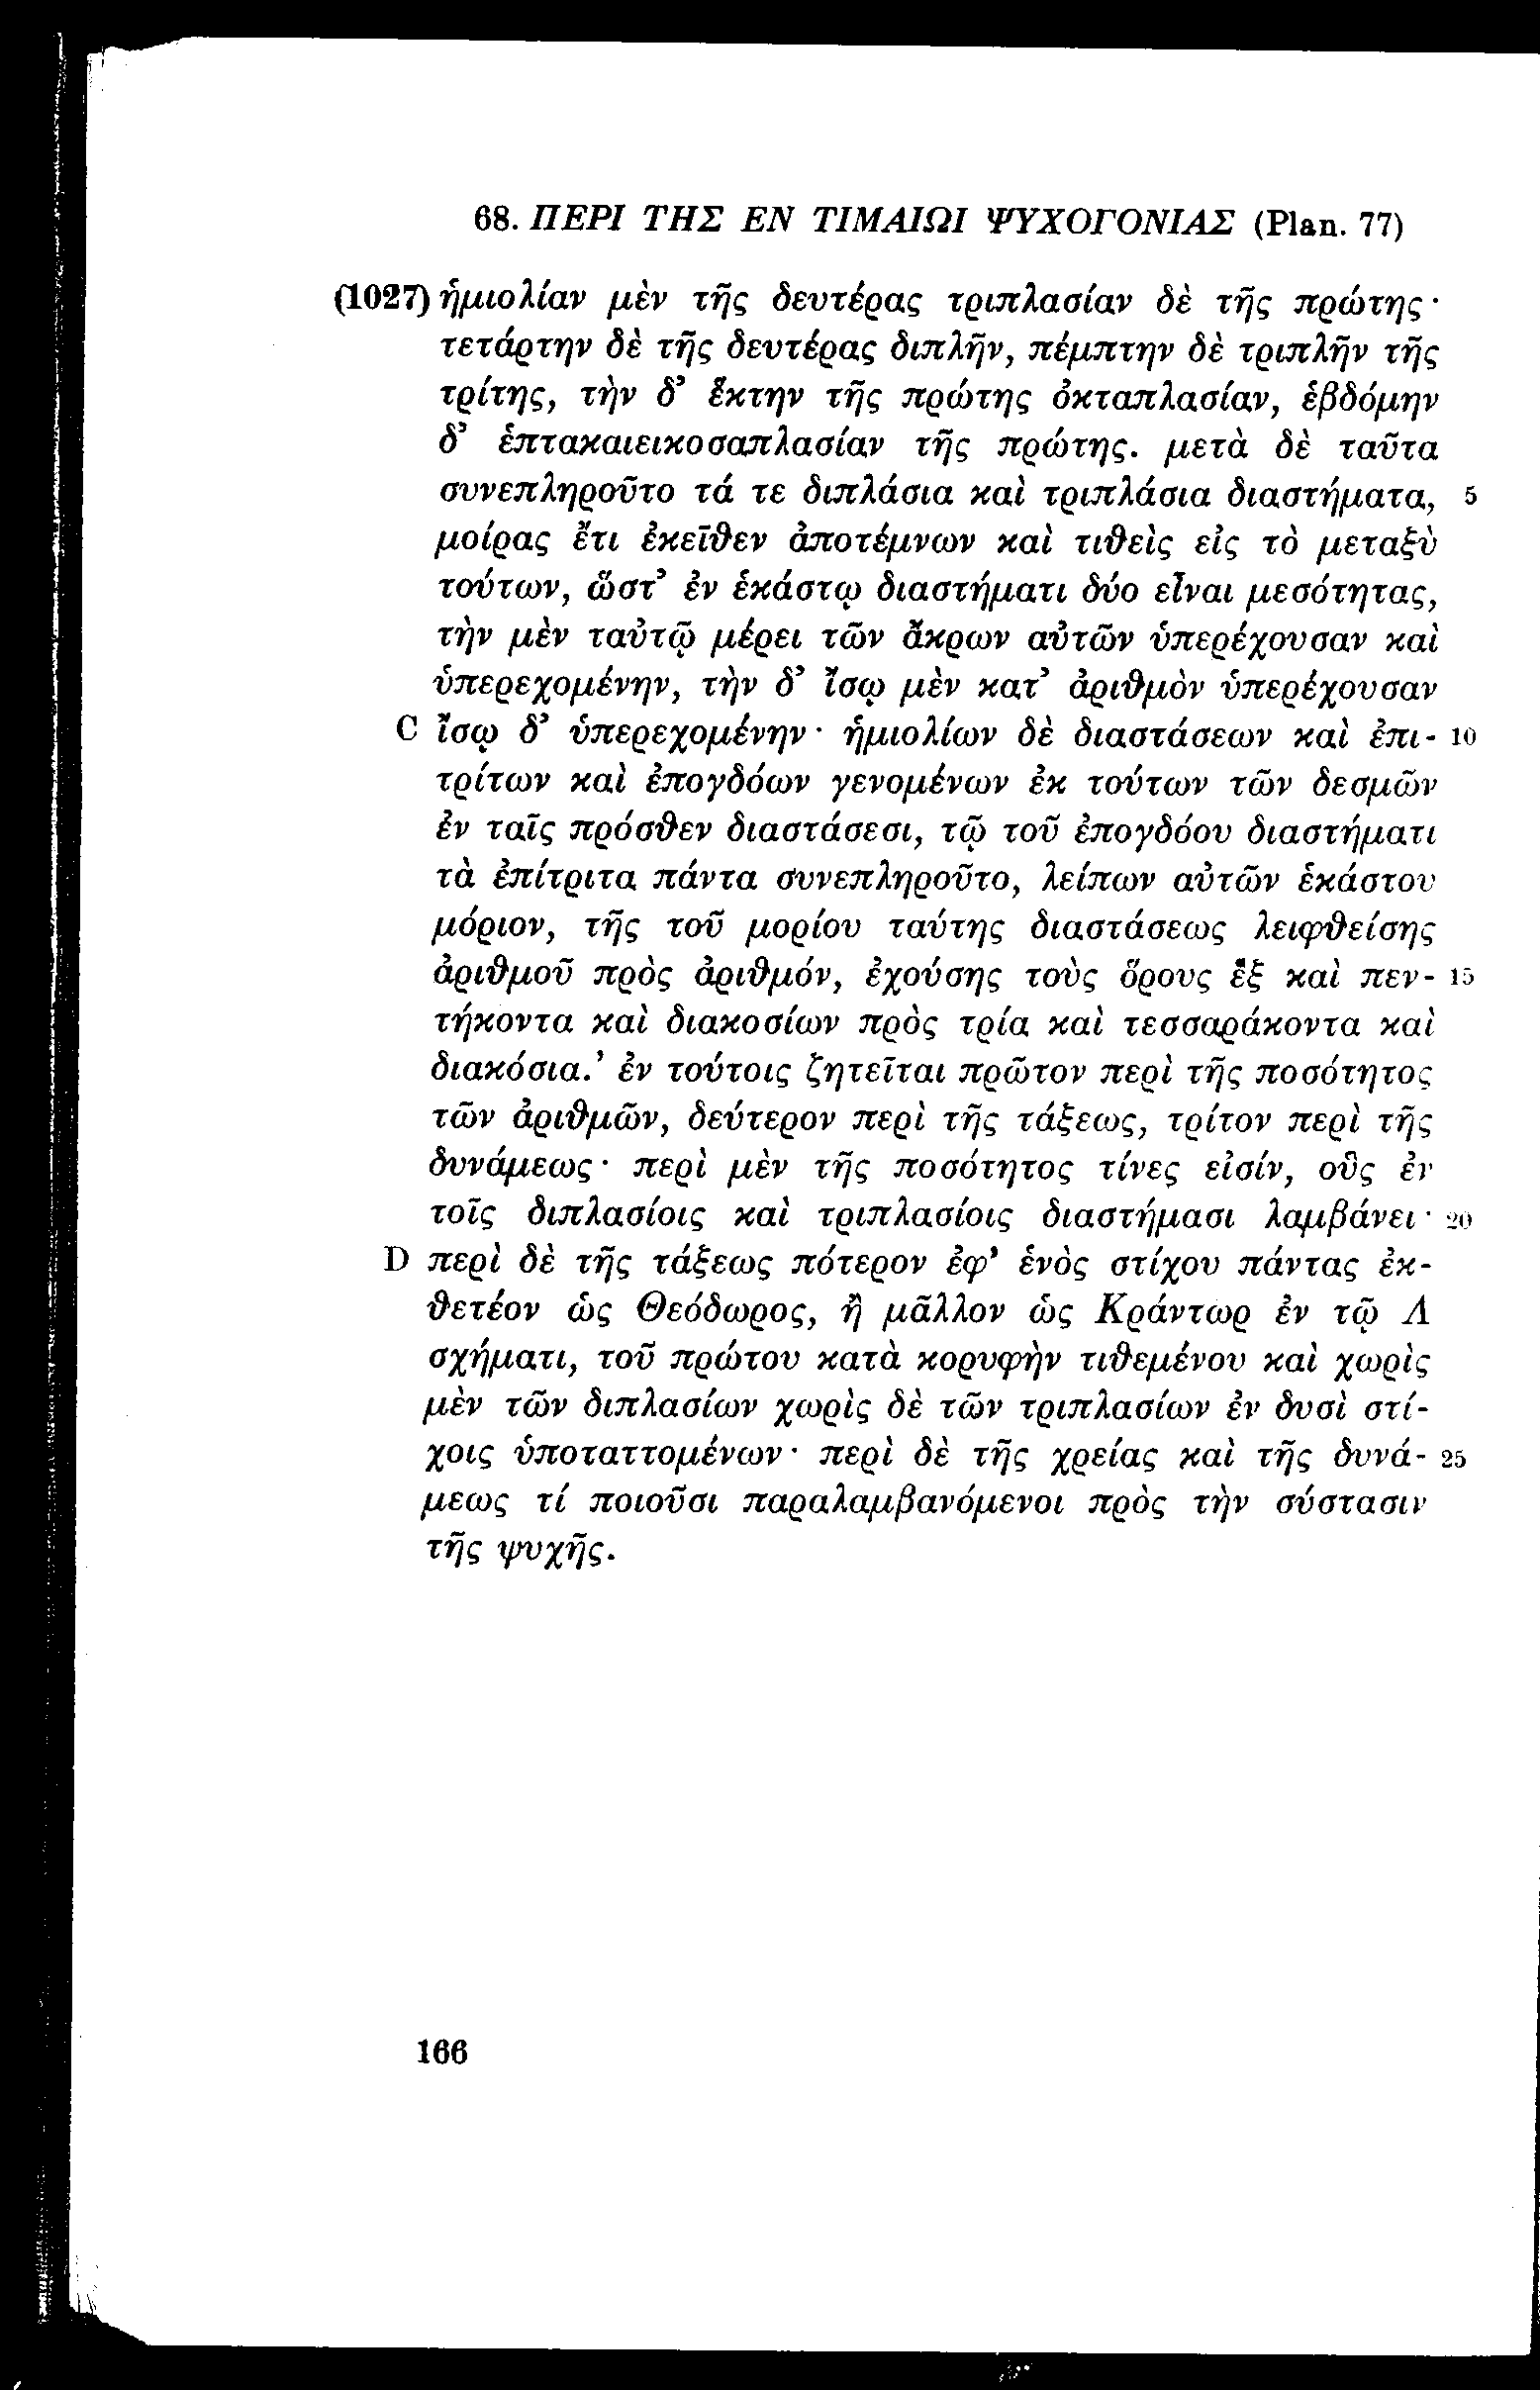 68. ΠΕΡΙ ΤΗΣ ΕΝ ΤΙΜΑΙΩΙ ΨΥΧΟΓΟΝΙΑΣ (Plan. 77)
(1027) ἡμιολίαν μὲν τῆς δευτέρας τριπλασίαν δὲ τῆς πρώτης·
τετάρτην δὲ τῆς δευτέρας διπλῆν, πέμπτην δὲ τριπλῆν τῆς
τρίτης, τὴν δ’ ἕκτην τῆς πρώτης ὀκταπλασίαν, ἑβδόμην
δ’ ἑπτακαιεικοσαπλασίαν τῆς πρώτης. μετὰ δὲ ταῦτα
συνεπληροῦτο τά τε διπλάσια καὶ τριπλάσια διαστήματα, 5
μοίρας ἔτι ἐκεῖθεν ἀποτέμνων καὶ τιθεὶς εἰς τὸ μεταξὺ
τούτων, ὥστ’ ἐν ἑκάστῳ διαστήματι δύο εἶναι μεσότητας,
τὴν μὲν ταὐτῷ μέρει τῶν ἄκρων αὐτῶν ὑπερέχουσαν καὶ
ὑπερεχομένην, τὴν δ’ ἴσῳ μὲν κατ’ ἀριθμὸν ὑπερέχουσαν
C ἴσῳ δ’ ὑπερεχομένην· ἡμιολίων δὲ διαστάσεων καὶ ἐπι- 10
τρίτων καὶ ἐπογδόων γενομένων ἐκ τούτων τῶν δεσμῶν
ἐν ταῖς πρόσθεν διαστάσεσι, τῷ τοῦ ἐπογδόου διαστήματι
τὰ ἐπίτριτα πάντα συνεπληροῦτο, λείπων αὐτῶν ἑκάστου
μόριον, τῆς τοῦ μορίου ταύτης διαστάσεως λειφθείσης
ἀριθμοῦ πρὸς ἀριθμόν, ἐχούσης τοὺς ὅρους ἓξ καὶ πεν- 15
τήκοντα καὶ διακοσίων πρὸς τρία καὶ τεσσαράκοντα καὶ
διακόσια.’ ἐν τούτοις ζητεῖται πρῶτον περὶ τῆς ποσότητος
τῶν ἀριθμῶν, δεύτερον περὶ τῆς τάξεως, τρίτον περὶ τῆς
δυνάμεως· περὶ μὲν τῆς ποσότητος τίνες εἰσίν, οὓς ἐν
τοῖς διπλασίοις καὶ τριπλασίοις διαστήμασι λαμβάνει· 20
D περὶ δὲ τῆς τάξεως πότερον ἐφ’ ἑνὸς στίχου πάντας ἐκ-
θετέον ὡς Θεόδωρος, ἢ μᾶλλον ὡς Κράντωρ ἐν τῷ Λ
σχήματι, τοῦ πρώτου κατὰ κορυφὴν τιθεμένου καὶ χωρὶς
μὲν τῶν διπλασίων χωρὶς δὲ τῶν τριπλασίων ἐν δυσὶ στί-
χοις ὑποταττομένων· περὶ δὲ τῆς χρείας καὶ τῆς δυνά- 25
μεως τί ποιοῦσι παραλαμβανόμενοι πρὸς τὴν σύστασιν
τῆς ψυχῆς.
166